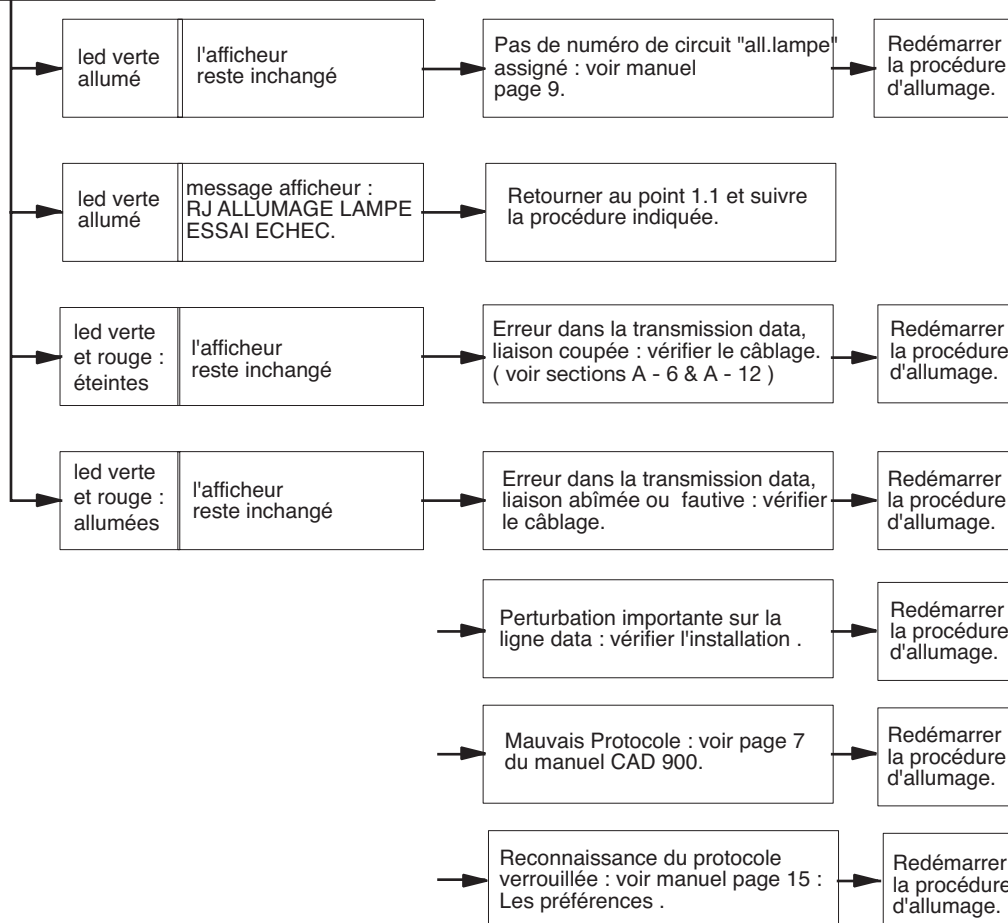 led verte
allumé
l'afficheur
reste inchangé
Pas de numéro de circuit "all.lampe"
assigné : voir manuel
page 9.
Redémarrer
la procédure
d'allumage.
led verte
allumé
message afficheur :
RJ ALLUMAGE LAMPE
ESSAI ECHEC.
Retourner au point 1.1 et suivre
la procédure indiquée.
led verte
et rouge :
éteintes
l'afficheur
reste inchangé
Erreur dans la transmission data,
liaison coupée : vérifier le câblage.
( voir sections A - 6 & A - 12 )
Redémarrer
la procédure
d'allumage.
led verte
et rouge :
allumées
l'afficheur
reste inchangé
Erreur dans la transmission data,
liaison abîmée ou fautive : vérifier
le câblage.
Redémarrer
la procédure
d'allumage.
Perturbation importante sur la
ligne data : vérifier l'installation .
Redémarrer
la procédure
d'allumage.
Mauvais Protocole : voir page 7
du manuel CAD 900.
Redémarrer
la procédure
d'allumage.
Reconnaissance du protocole
verrouillée : voir manuel page 15 :
Les préférences .
Redémarrer
la procédure
d'allumage.